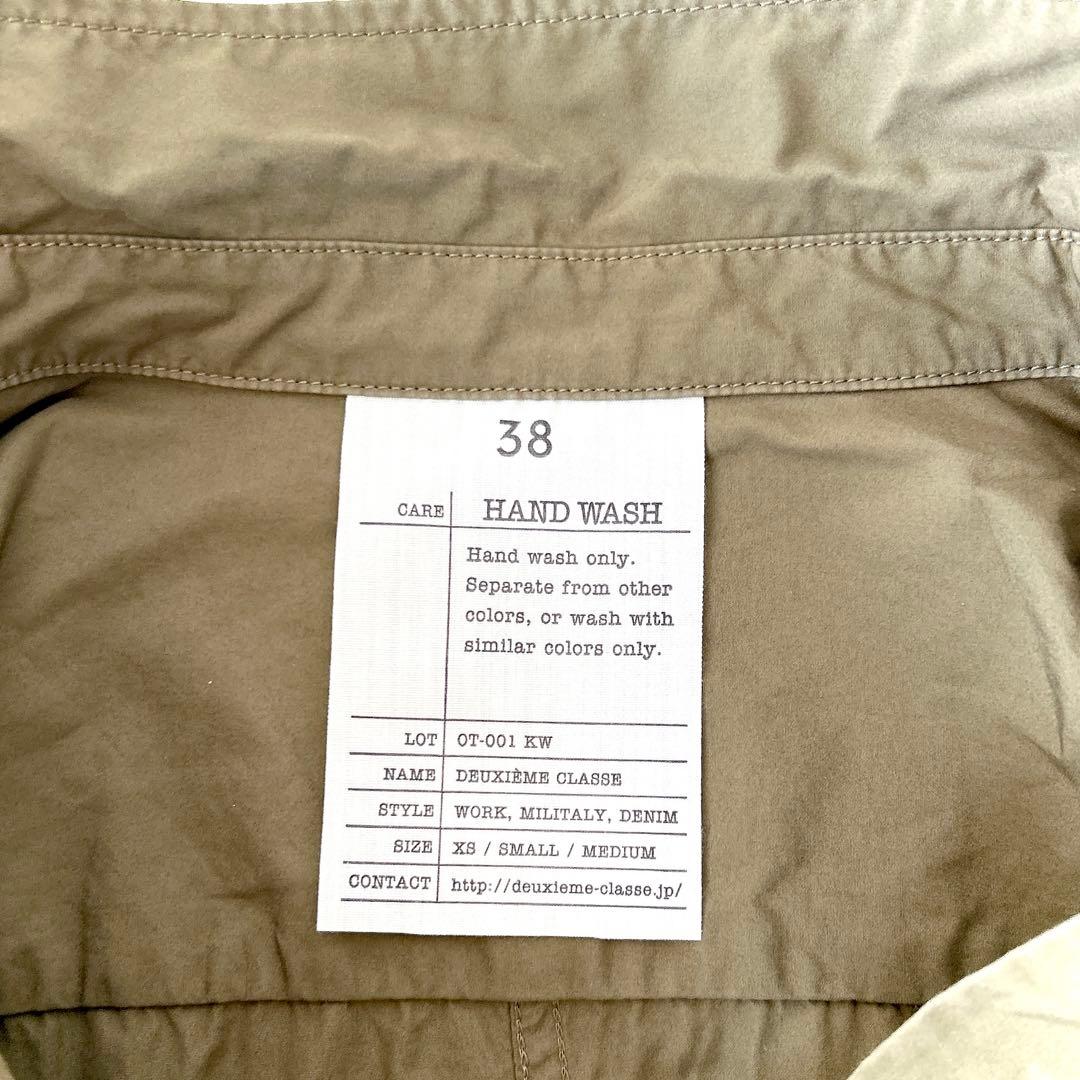 38
CARE HAND WASH
Hand wash only.
Separate from other
colors, or wash with
similar colors only.
LOT OT-001 KW
NAME DEUXIÈME CLASSE
STYLE WORK, MILITALY, DENIM
SIZE XS / SMALL / MEDIUM
CONTACT http://deuxieme-classe.jp/